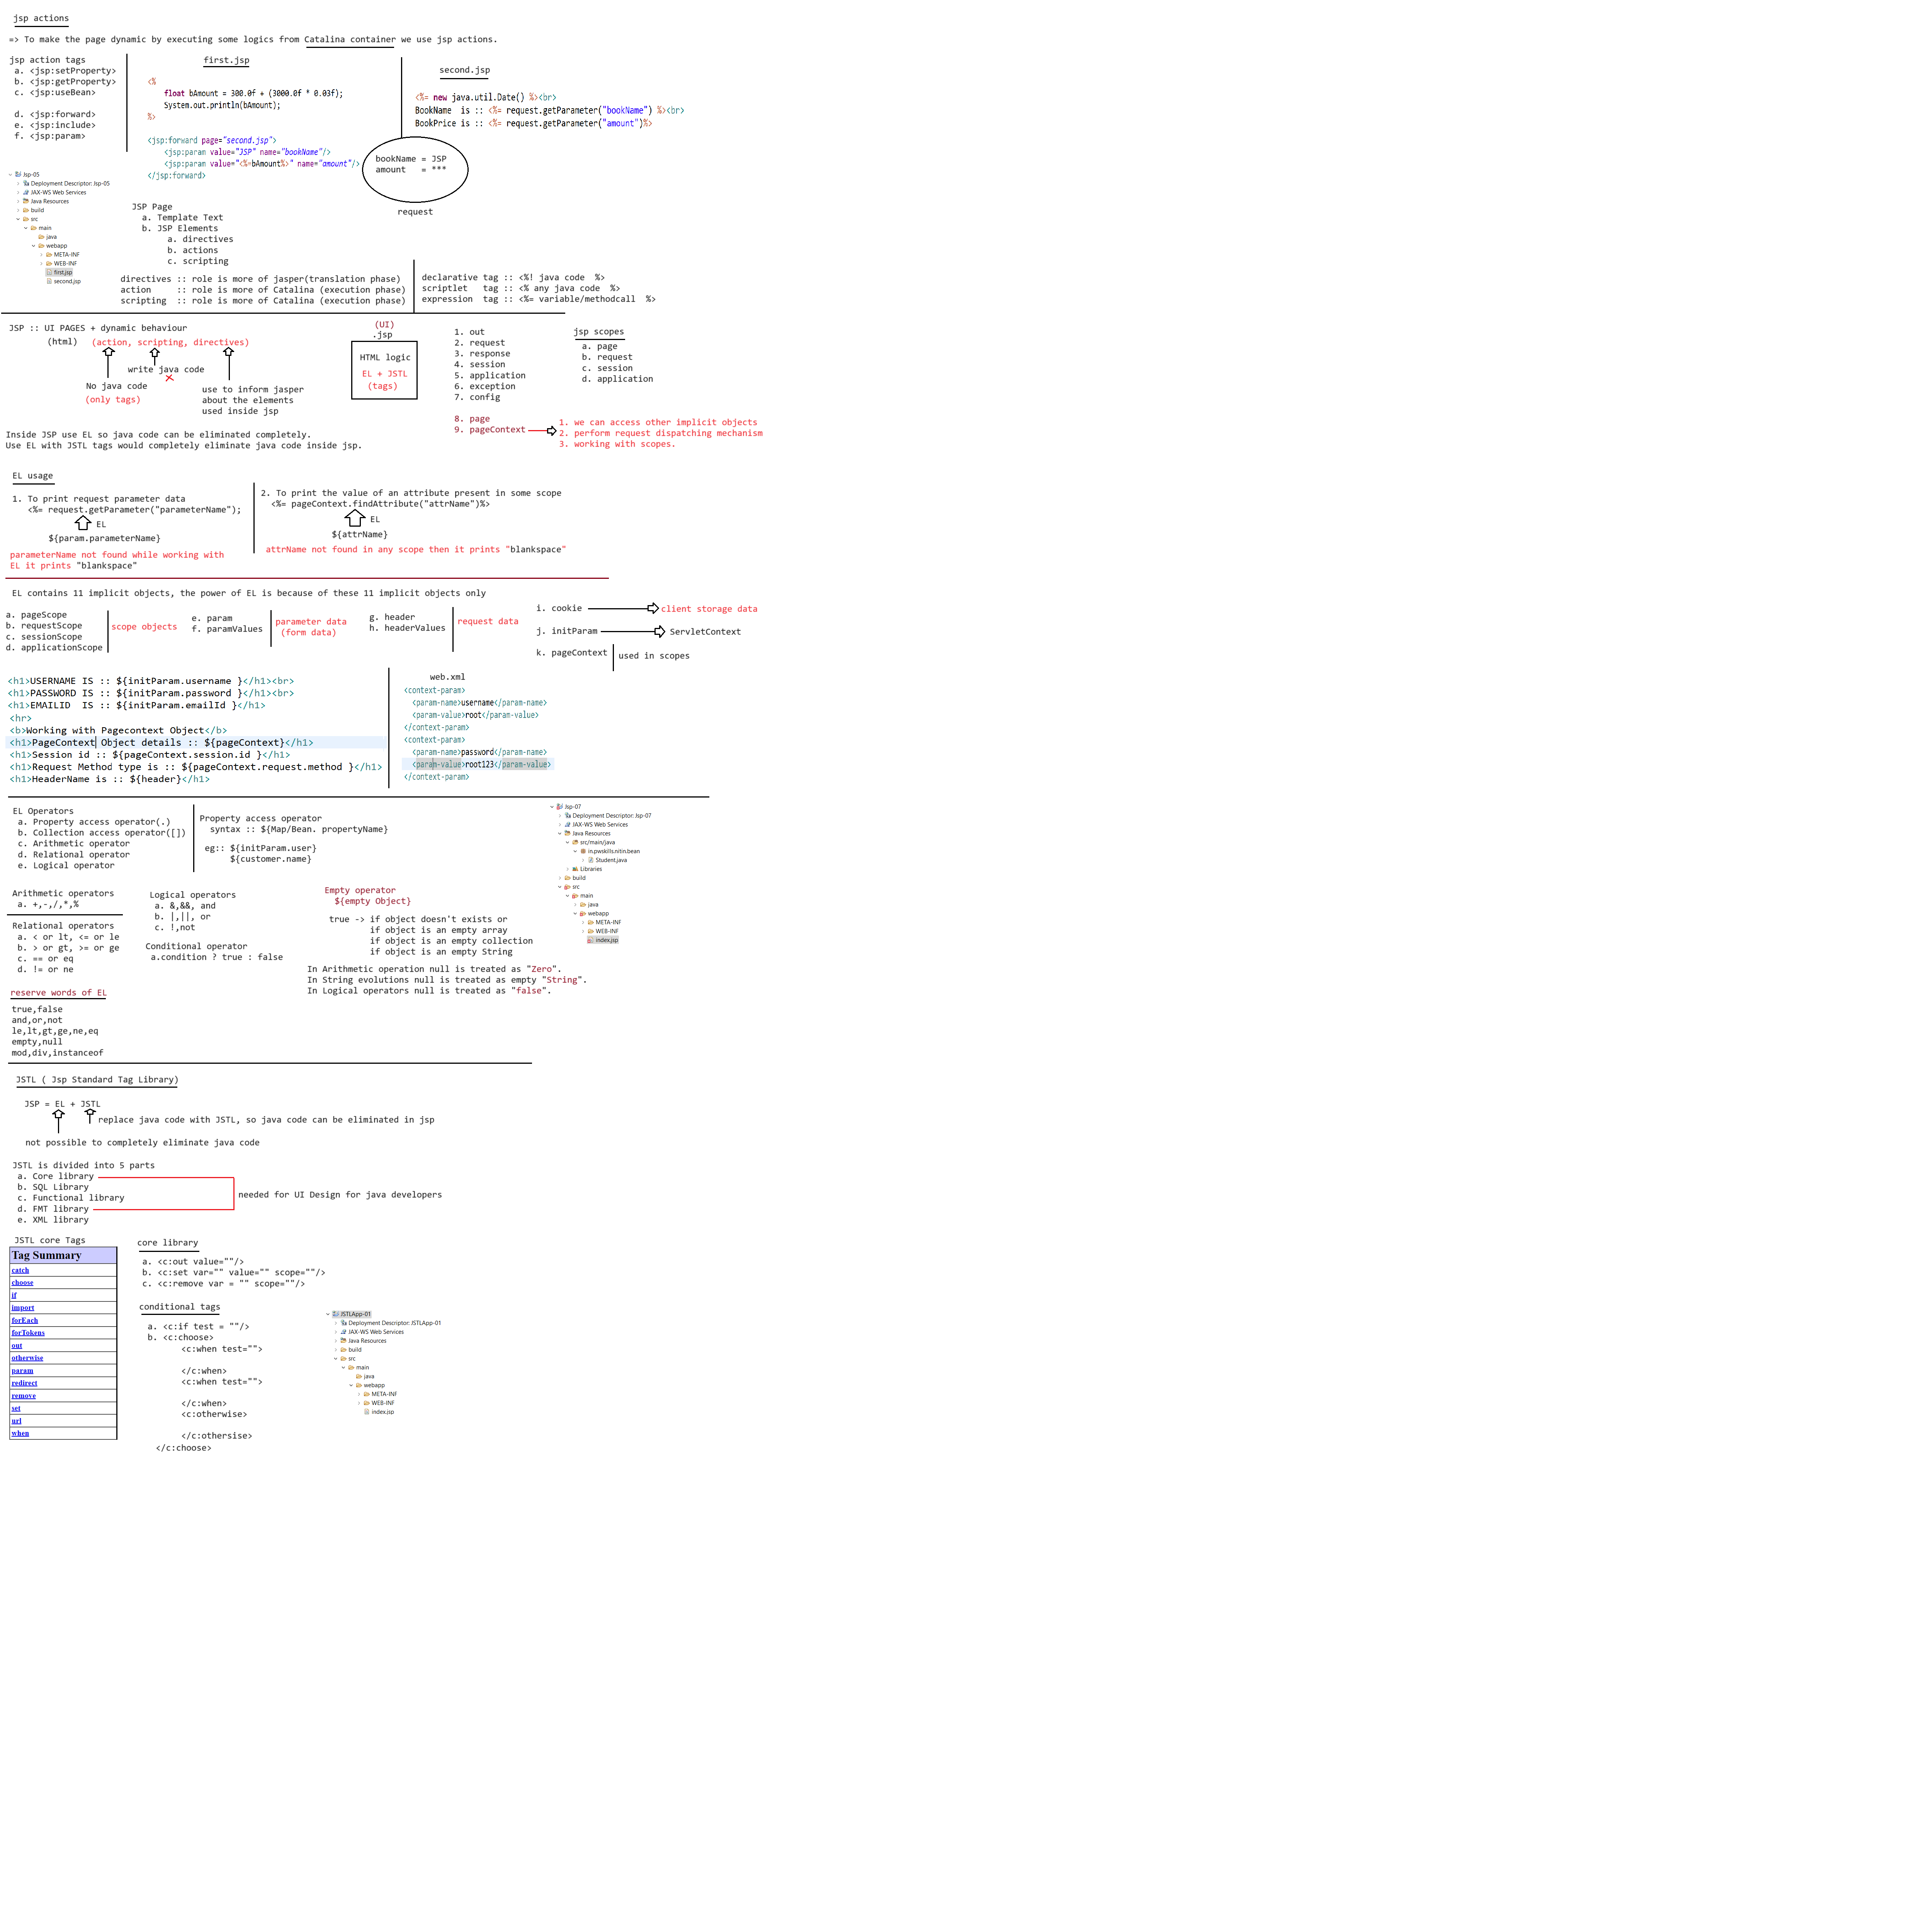 jsp actions
=> To make the page dynamic by executing some logics from Catalina container we use jsp actions.
jsp action tags
a. <jsp:setProperty>
b. <jsp:getProperty>
c. <jsp:useBean>
d. <jsp:forward>
e. <jsp:include>
f. <jsp:param>
first.jsp
<%
float bAmount = 300.0f + (3000.0f * 0.03f);
System.out.println(bAmount);
%>
<jsp:forward page="second.jsp">
<jsp:param value="JSP" name="bookName"/>
<jsp:param value="<%=bAmount%>" name="amount"/>
</jsp:forward>
second.jsp
<%= new java.util.Date() %><br>
BookName is :: <%= request.getParameter("bookName") %><br>
BookPrice is :: <%= request.getParameter("amount")%>
bookName = JSP
amount = ***
request
Jsp-05
Deployment Descriptor: Jsp-05
JAX-WS Web Services
Java Resources
build
src
main
java
webapp
META-INF
WEB-INF
first.jsp
second.jsp
JSP Page
a. Template Text
b. JSP Elements
a. directives
b. actions
c. scripting
directives :: role is more of jasper(translation phase)
action :: role is more of Catalina (execution phase)
scripting :: role is more of Catalina (execution phase)
declarative tag :: <%! java code %>
scriptlet tag :: <% any java code %>
expression tag :: <%= variable/methodcall %>
JSP :: UI PAGES + dynamic behaviour
(html) (action, scripting, directives)
write java code
No java code
(only tags)
use to inform jasper
about the elements
used inside jsp
(UI)
.jsp
HTML logic
EL + JSTL
(tags)
1. out
2. request
3. response
4. session
5. application
6. exception
7. config
8. page
9. pageContext
1. we can access other implicit objects
2. perform request dispatching mechanism
3. working with scopes.
jsp scopes
a. page
b. request
c. session
d. application
Inside JSP use EL so java code can be eliminated completely.
Use EL with JSTL tags would completely eliminate java code inside jsp.
EL usage
1. To print request parameter data
<%= request.getParameter("parameterName");
EL
${param.parameterName}
parameterName not found while working with
EL it prints "blankspace"
2. To print the value of an attribute present in some scope
<%= pageContext.findAttribute("attrName")%>
EL
${attrName}
attrName not found in any scope then it prints "blankspace"
EL contains 11 implicit objects, the power of EL is because of these 11 implicit objects only
a. pageScope
b. requestScope
c. sessionScope
d. applicationScope
scope objects
e. param
f. paramValues
parameter data
(form data)
g. header
h. headerValues
request data
i. cookie
client storage data
j. initParam
ServletContext
k. pageContext
used in scopes
<h1>USERNAME IS :: ${initParam.username }</h1><br>
<h1>PASSWORD IS :: ${initParam.password }</h1><br>
<h1>EMAILID IS :: ${initParam.emailId }</h1>
<hr>
<b>Working with Pagecontext Object</b>
<h1>PageContext Object details :: ${pageContext}</h1>
<h1>Session id :: ${pageContext.session.id }</h1>
<h1>Request Method type is :: ${pageContext.request.method }</h1>
<h1>HeaderName is :: ${header}</h1>
web.xml
<context-param>
<param-name>username</param-name>
<param-value>root</param-value>
</context-param>
<context-param>
<param-name>password</param-name>
<param-value>root123</param-value>
</context-param>
EL Operators
a. Property access operator(.)
b. Collection access operator([])
c. Arithmetic operator
d. Relational operator
e. Logical operator
Property access operator
syntax :: ${Map/Bean. propertyName}
eg:: ${initParam.user}
${customer.name}
Jsp-07
Deployment Descriptor: Jsp-07
JAX-WS Web Services
Java Resources
src/main/java
in.pwskills.nitin.bean
Student.java
Libraries
build
src
main
java
webapp
META-INF
WEB-INF
index.jsp
Arithmetic operators
a. +,-,/,*,%
Relational operators
a. < or lt, <= or le
b. > or gt, >= or ge
c. == or eq
d. != or ne
Logical operators
a. &,&&, and
b. |,||, or
c. !,not
Conditional operator
a.condition ? true : false
Empty operator
${empty Object}
true -> if object doesn't exists or
if object is an empty array
if object is an empty collection
if object is an empty String
In Arithmetic operation null is treated as "Zero".
In String evolutions null is treated as empty "String".
In Logical operators null is treated as "false".
reserve words of EL
true,false
and,or,not
le,lt,gt,ge,ne,eq
empty,null
mod,div,instanceof
JSTL ( Jsp Standard Tag Library)
JSP = EL + JSTL
replace java code with JSTL, so java code can be eliminated in jsp
not possible to completely eliminate java code
JSTL is divided into 5 parts
a. Core library
b. SQL Library
c. Functional library
d. FMT library
e. XML library
needed for UI Design for java developers
JSTL core Tags
Tag Summary
catch
choose
if
import
forEach
forTokens
out
otherwise
param
redirect
remove
set
url
when
core library
a. <c:out value=""/>
b. <c:set var="" value="" scope=""/>
c. <c:remove var = "" scope=""/>
conditional tags
a. <c:if test = ""/>
b. <c:choose>
<c:when test="">
</c:when>
<c:when test="">
</c:when>
<c:otherwise>
</c:othersise>
</c:choose>
JSTLApp-01
Deployment Descriptor: JSTLApp-01
JAX-WS Web Services
Java Resources
build
src
main
java
webapp
META-INF
WEB-INF
index.jsp